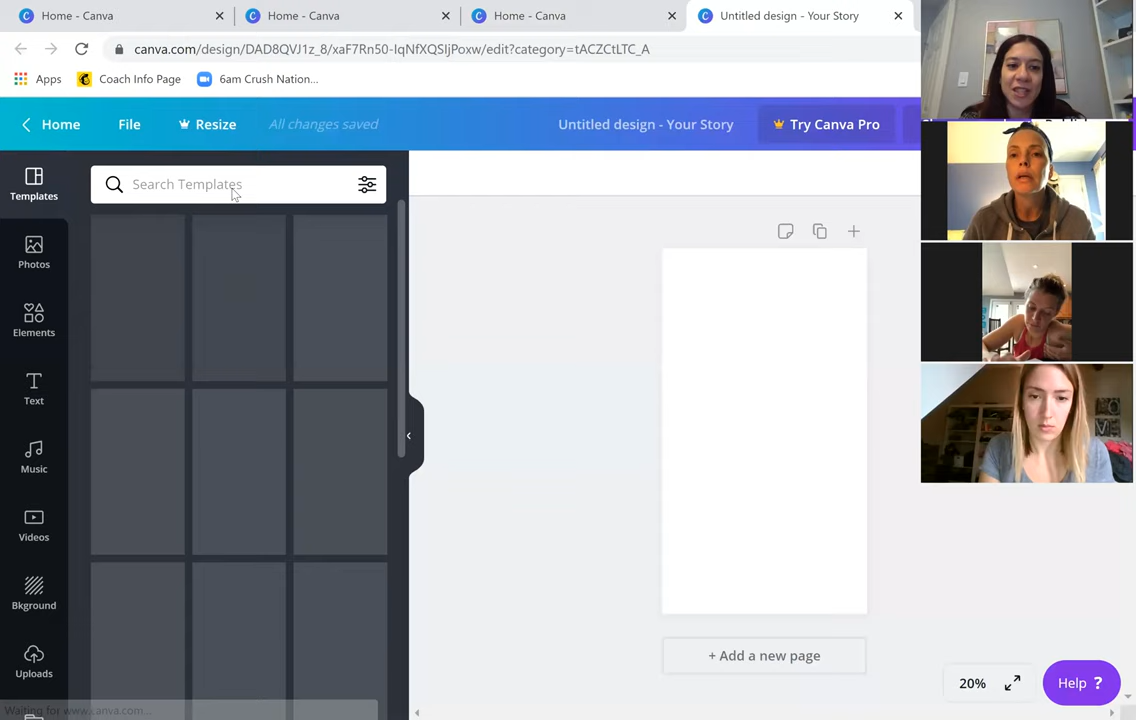 Home - Canva
Home - Canva
Home - Canva
Untitled design - Your Story
canva.com/design/DAD8QVJ1z_8/xaF7Rn50-IqNfXQSIjPoxw/edit?category=tACZCtLTC_A
Apps
Coach Info Page
6am Crush Nation...
Home
File
Resize
All changes saved
Untitled design - Your Story
Try Canva Pro
Templates
Search Templates
Photos
Elements
Text
Music
Videos
Bkground
Uploads
+ Add a new page
20%
Help ?
Waiting for www.canva.com...